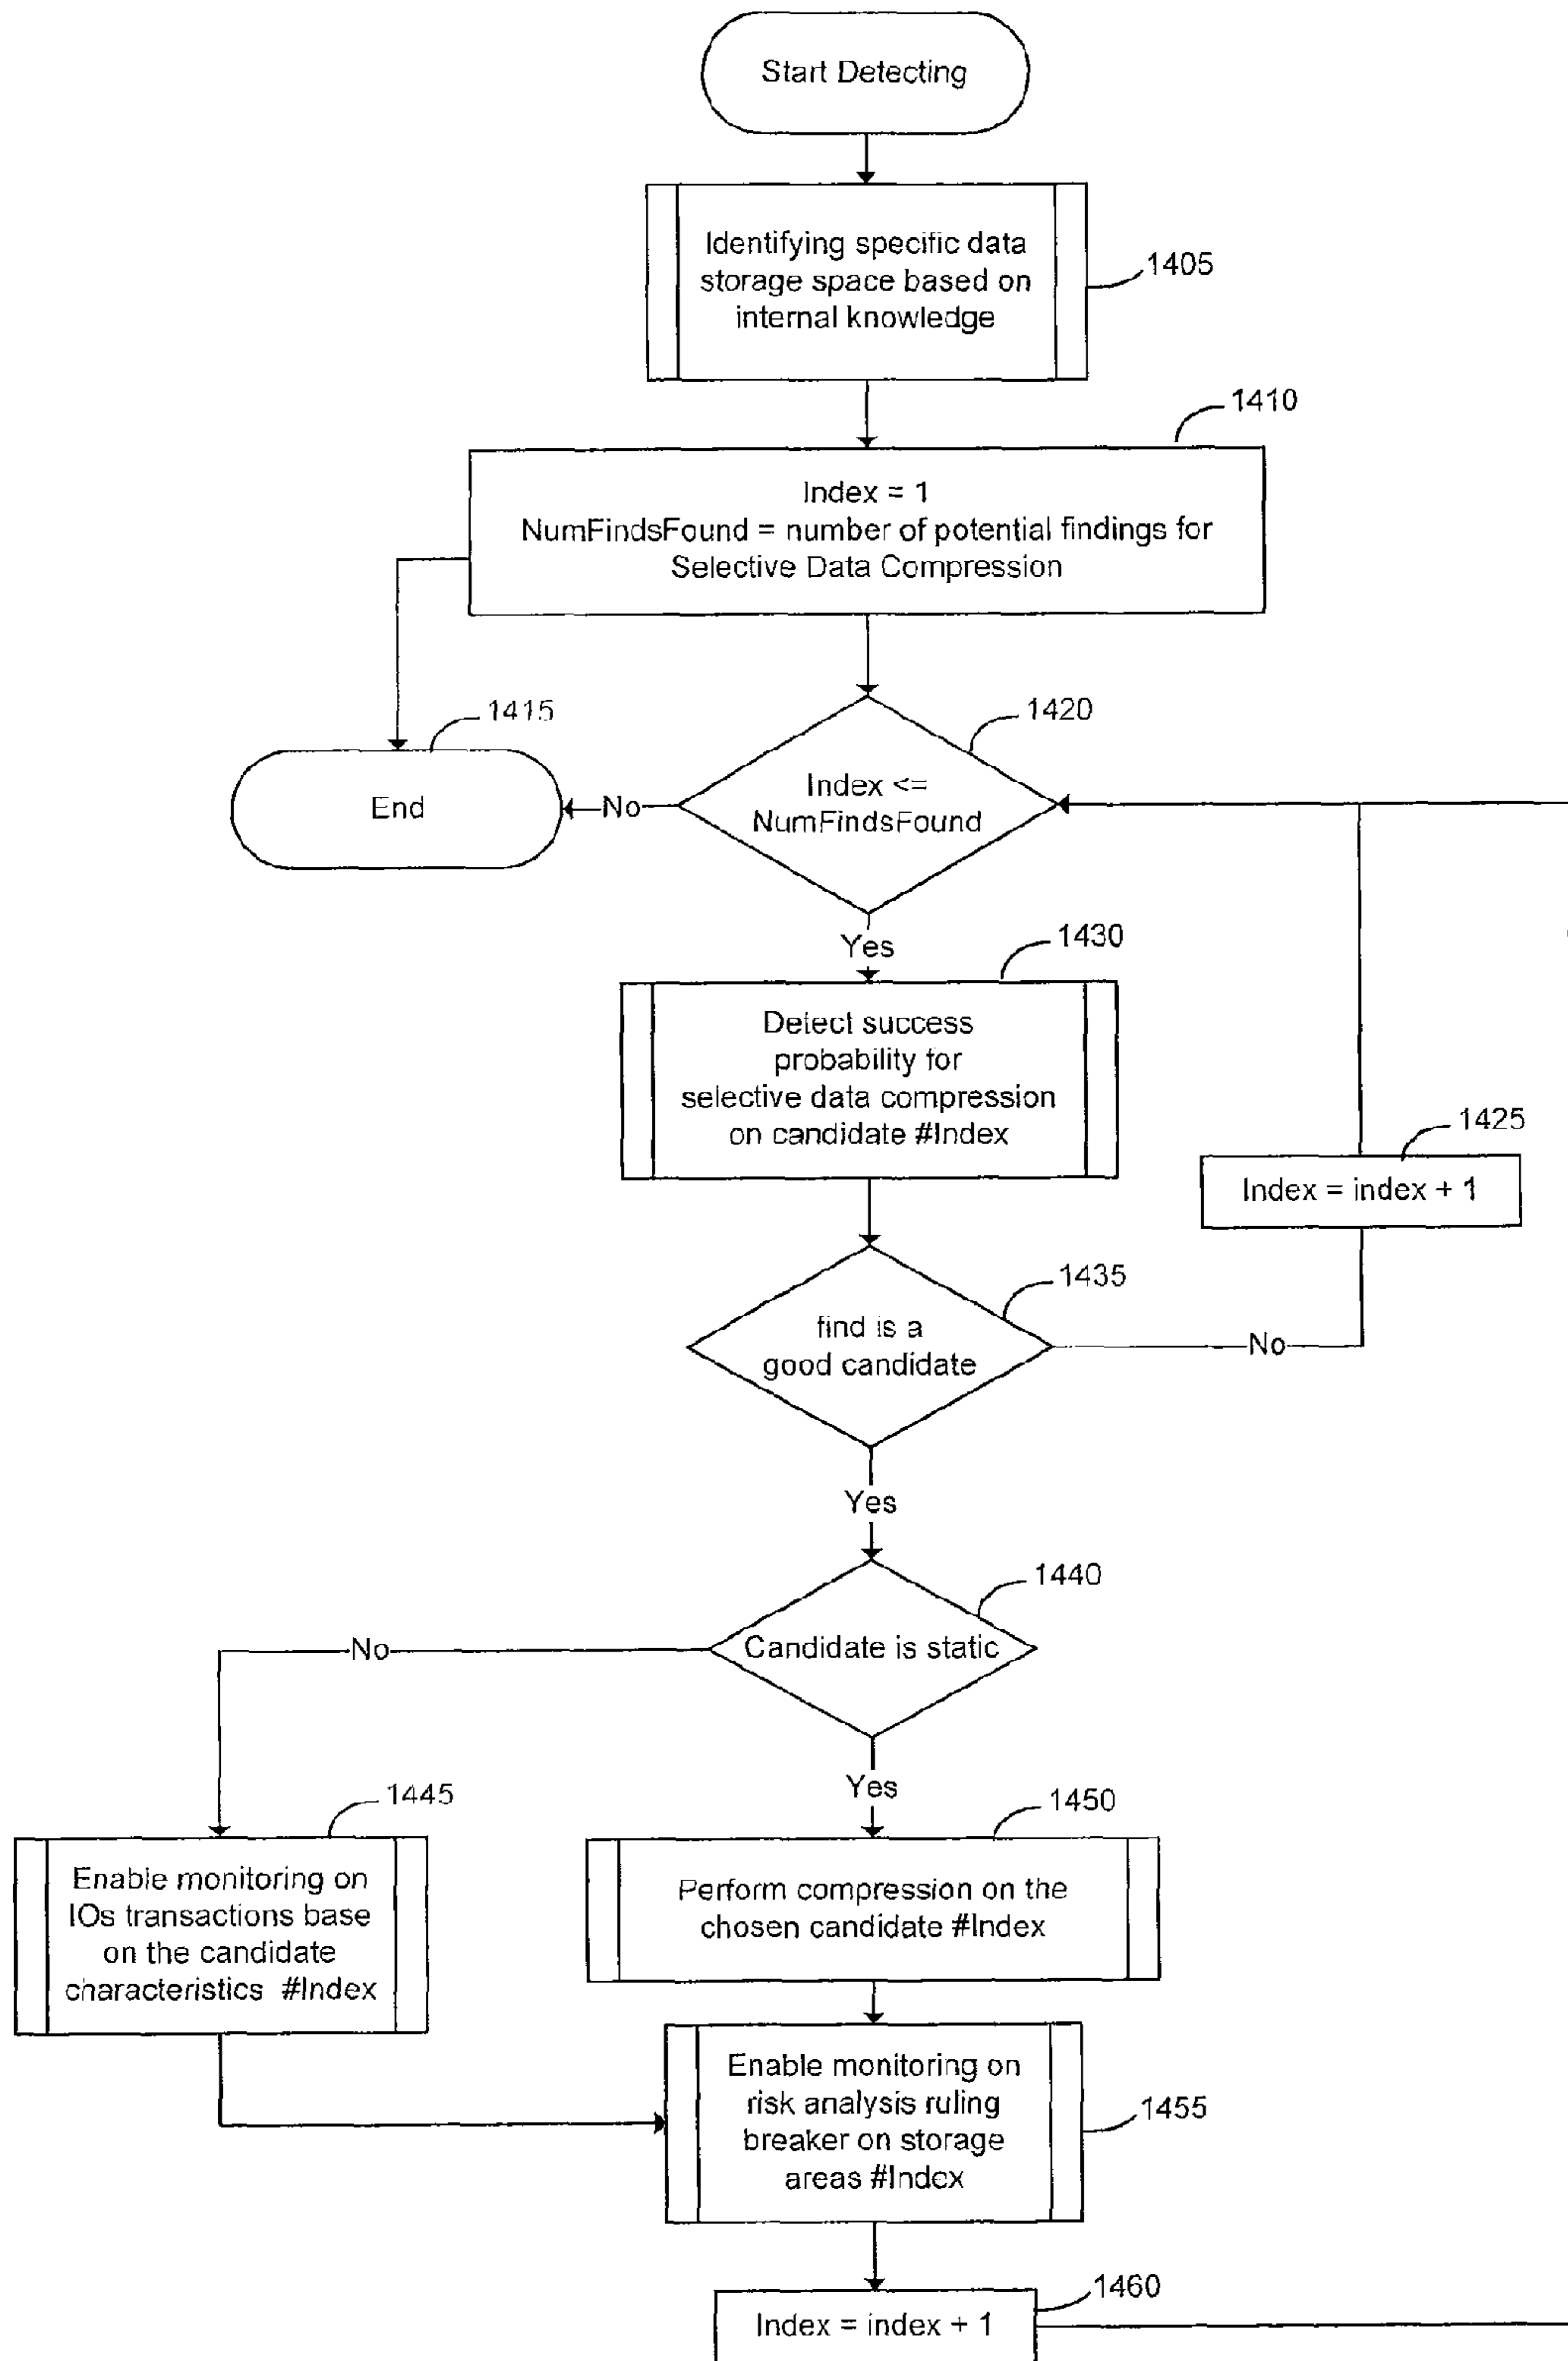 Start Detecting
Identifying specific data
storage space based on
internal knowledge
1405
1410
Index = 1
NumFindsFound = number of potential findings for
Selective Data Compression
1415
1420
End
No
Index <=
NumFindsFound
Yes
1430
Detect success
probability for
selective data compression
on candidate #Index
1425
Index = index + 1
1435
find is a
good candidate
No
Yes
1440
Candidate is static
No
Yes
1445
1450
Enable monitoring on
IOs transactions base
on the candidate
characteristics #Index
Perform compression on the
chosen candidate #Index
Enable monitoring on
risk analysis ruling
breaker on storage
areas #Index
1455
1460
Index = index + 1